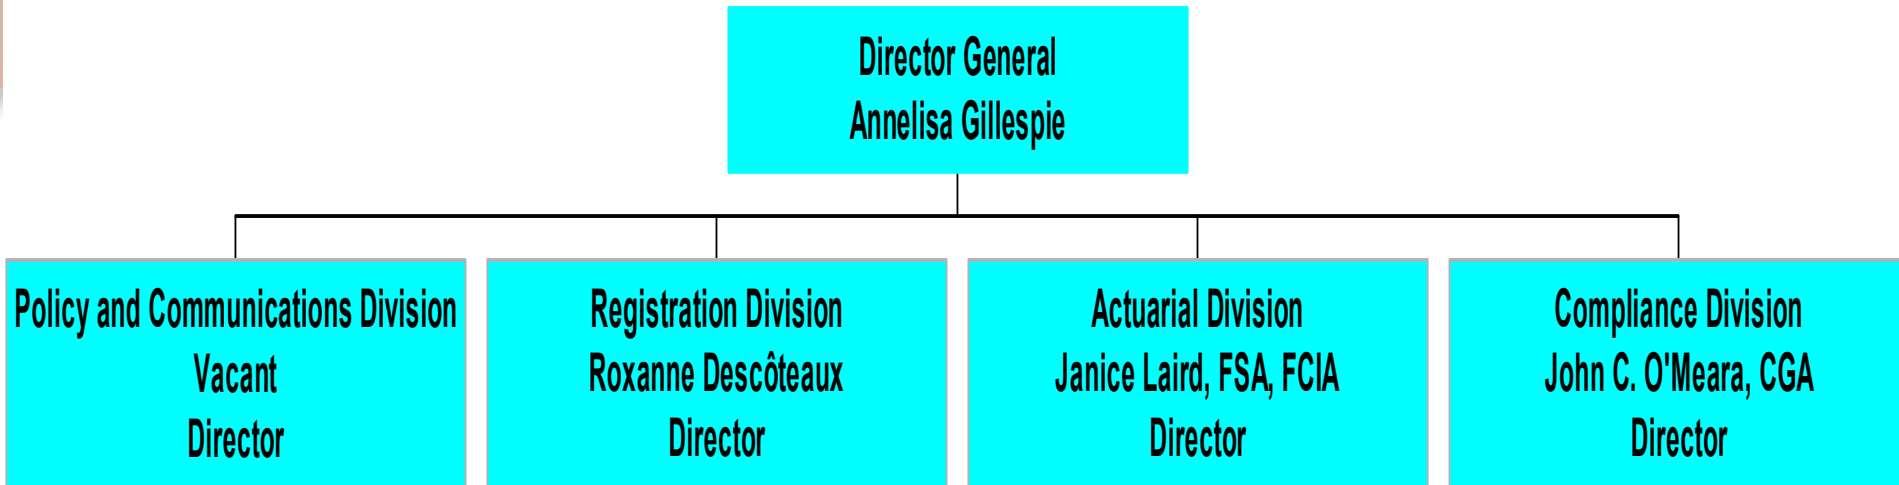 Director General
Annelisa Gillespie
Policy and Communications Division
Vacant
Director
Registration Division
Roxanne Descôteaux
Director
Actuarial Division
Janice Laird, FSA, FCIA
Director
Compliance Division
John C. O'Meara, CGA
Director